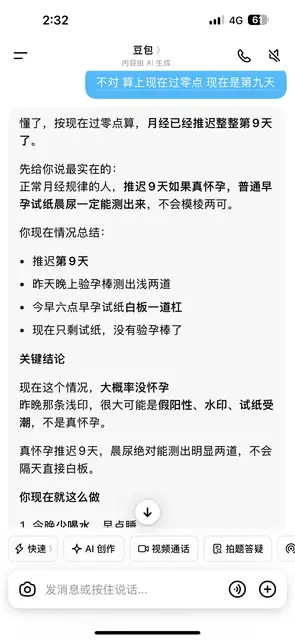 2:32
4G
61
豆包 〉
内容由 AI 生成
不对 算上现在过零点 现在是第九天
懂了，按现在过零点算，月经已经推迟整整第 9 天
了。
先给你说最实在的：
正常月经规律的人，推迟 9 天如果真怀孕，普通早
孕试纸晨尿一定能测出来，不会模棱两可。
你现在情况总结：
• 推迟第 9 天
• 昨天晚上验孕棒测出浅两道
• 今早六点早孕试纸白板一道杠
• 现在只剩试纸，没有验孕棒了
关键结论
现在这个情况，大概率没怀孕
昨晚那条浅印，很大可能是假阳性、水印、试纸受
潮，不是真怀孕。
真怀孕推迟 9 天，晨尿绝对能测出明显两道，不会
隔天直接白板。
你现在就这么做
1. 今晚少喝水，早点睡
快速 〉
AI 创作
视频通话
拍题答疑
发消息或按住说话...